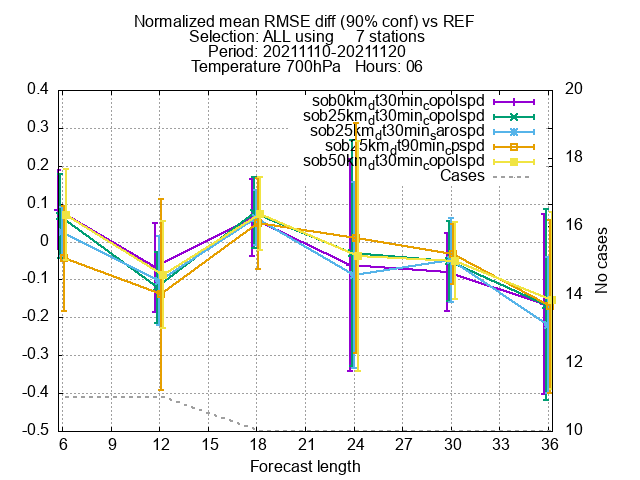 Normalized mean RMSE diff (90% conf) vs REF
Selection: ALL using 7 stations
Period: 20211110-20211120
Temperature 700hPa Hours: 06
sob0km_dt30min_copolspd
sob25km_dt30min_copolspd
sob25km_dt30min_sarospd
sob25km_dt90min_cpspd
sob50km_dt30min_copolspd
Cases
0.4
0.3
0.2
0.1
0
-0.1
-0.2
-0.3
-0.4
-0.5
20
18
16
14
12
10
No cases
6 9 12 15 18 21 24 27 30 33 36
Forecast length